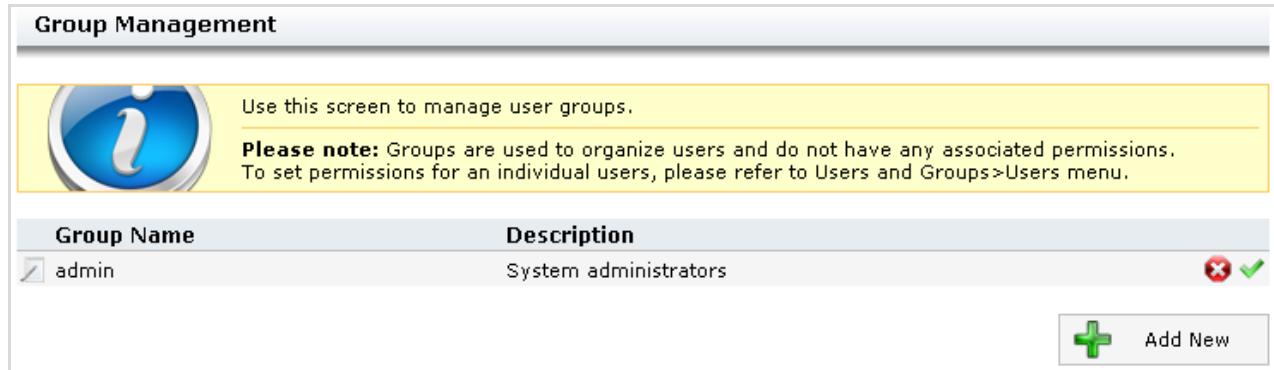 Group Management
Use this screen to manage user groups.
Please note: Groups are used to organize users and do not have any associated permissions.
To set permissions for an individual users, please refer to Users and Groups>Users menu.
Group Name Description
admin System administrators
Add New